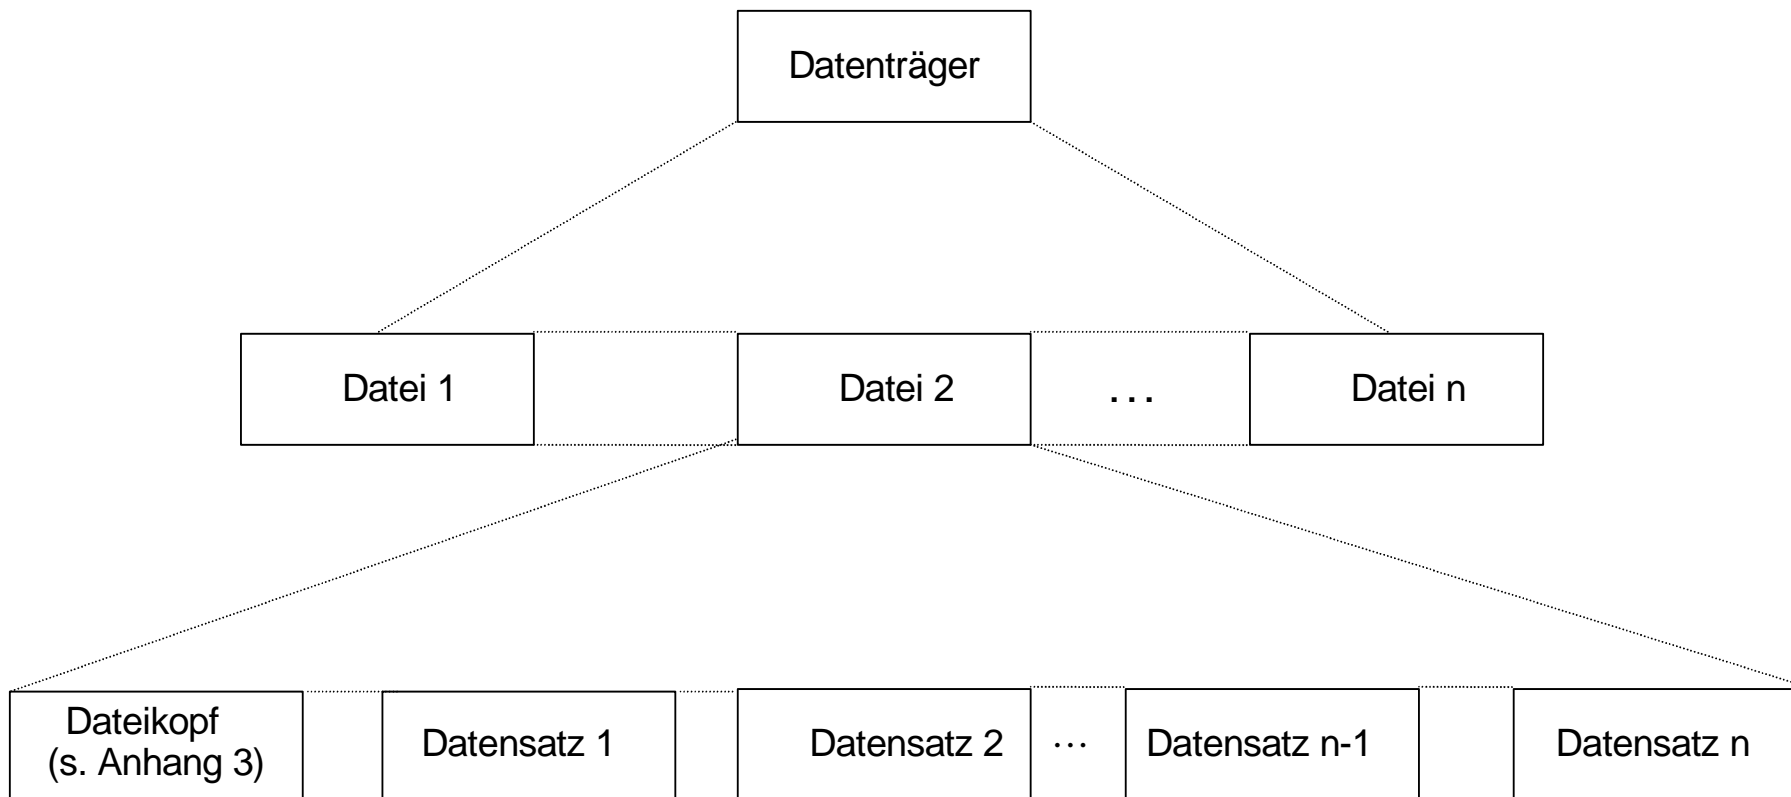 Datenträger
Datei 1
Datei 2
...
Datei n
Dateikopf
(s. Anhang 3)
Datensatz 1
Datensatz 2
...
Datensatz n-1
Datensatz n